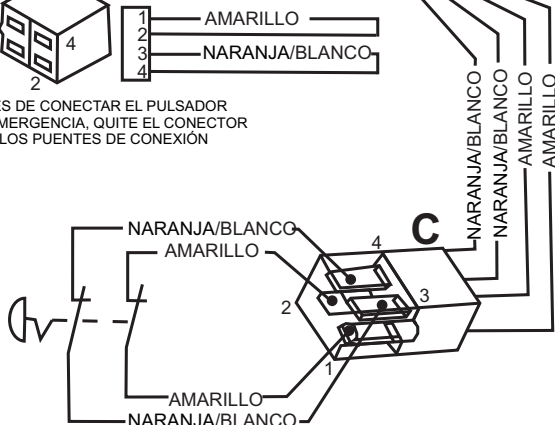 1 AMARILLO
2
3 NARANJA/BLANCO
4
4
2
ES DE CONECTAR EL PULSADOR
MERGENCIA, QUITE EL CONECTOR
LOS PUENTES DE CONEXIÓN
NARANJA/BLANCO
NARANJA/BLANCO
AMARILLO
AMARILLO
C
NARANJA/BLANCO
AMARILLO
4
2
3
1
AMARILLO
NARANJA/BLANCO